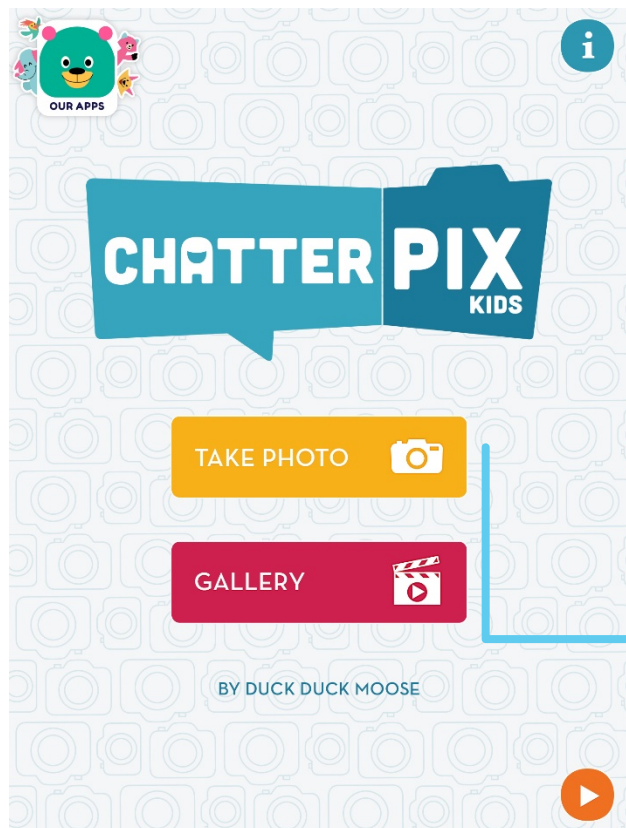 OUR APPS
i
CHATTER PIX
KIDS
TAKE PHOTO
GALLERY
BY DUCK DUCK MOOSE